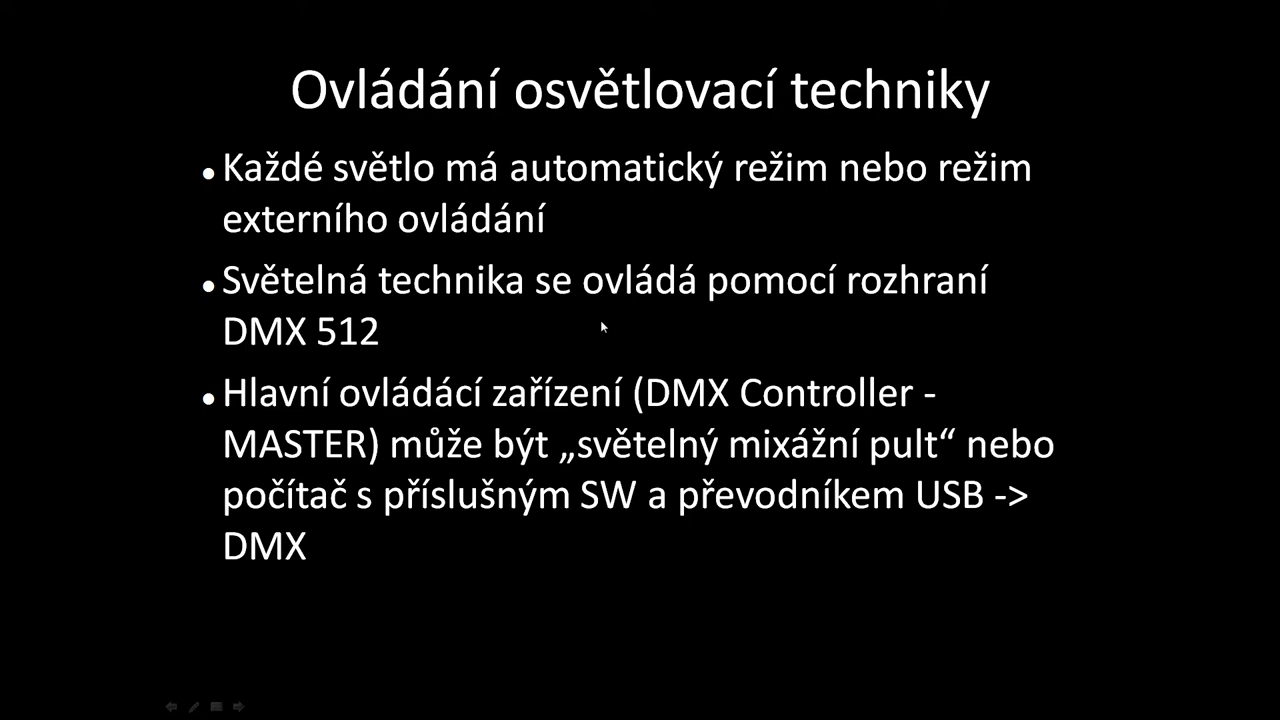 Ovládání osvětlovací techniky
Každé světlo má automatický režim nebo režim
externího ovládání
Světelná technika se ovládá pomocí rozhraní
DMX 512
Hlavní ovládácí zařízení (DMX Controller -
MASTER) může být „světelný mixážní pult“ nebo
počítač s příslušným SW a převodníkem USB ->
DMX